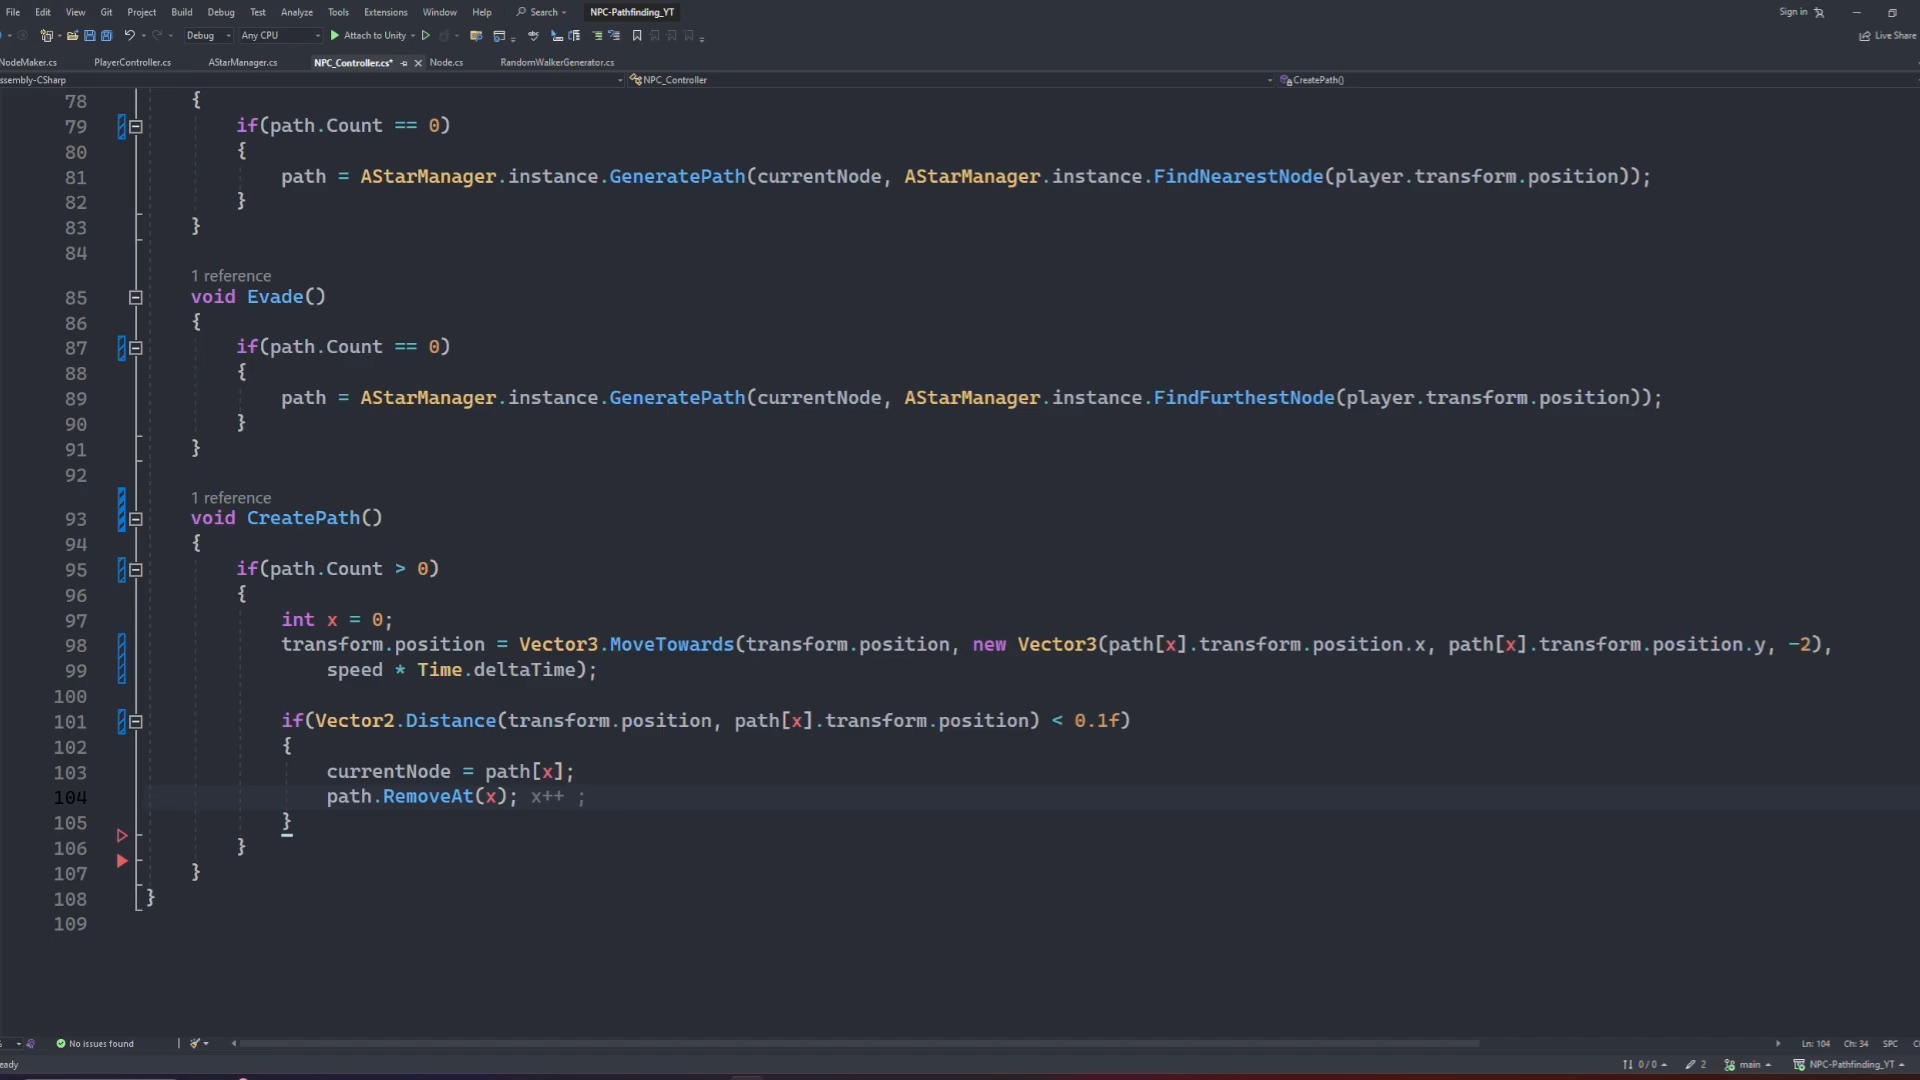 File Edit View Git Project Build Debug Test Analyze Tools Extensions Window Help Search NPC-Pathfinding_YT Sign in
Debug Any CPU Attach to Unity Live Share
NodeMaker.cs PlayerController.cs AStarManager.cs NPC_Controller.cs* Node.cs RandomWalkerGenerator.cs
ssembly-CSharp NPC_Controller CreatePath()
78 {
79 if(path.Count == 0)
80 {
81 path = AStarManager.instance.GeneratePath(currentNode, AStarManager.instance.FindNearestNode(player.transform.position));
82 }
83 }
84
1 reference
85 void Evade()
86 {
87 if(path.Count == 0)
88 {
89 path = AStarManager.instance.GeneratePath(currentNode, AStarManager.instance.FindFurthestNode(player.transform.position));
90 }
91 }
92
1 reference
93 void CreatePath()
94 {
95 if(path.Count > 0)
96 {
97 int x = 0;
98 transform.position = Vector3.MoveTowards(transform.position, new Vector3(path[x].transform.position.x, path[x].transform.position.y, -2),
99 speed * Time.deltaTime);
100
101 if(Vector2.Distance(transform.position, path[x].transform.position) < 0.1f)
102 {
103 currentNode = path[x];
104 path.RemoveAt(x); x++ ;
105 }
106 }
107 }
108 }
109
No issues found Ln: 104 Ch: 34 SPC
eady 0 / 0 2 main NPC-Pathfinding_YT